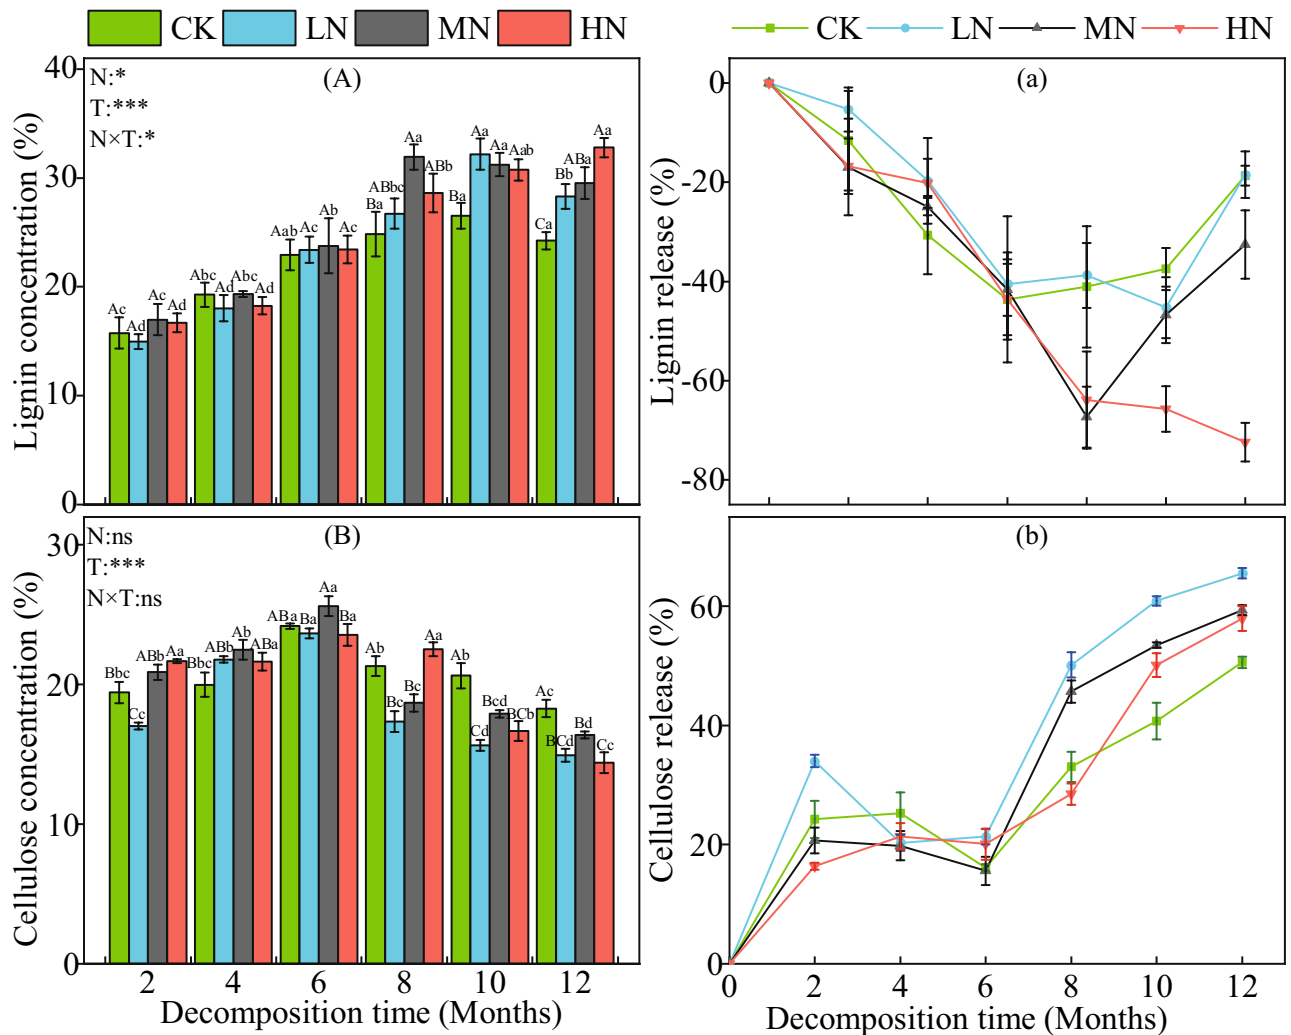 CK LN MN HN
CK LN MN HN
(A)
N:*
T:***
N×T:*
Lignin concentration (%)
40
30
20
10
0
Ac Ad Ac Ad
Abc Ad Abc Ad
Aab Ac Ab Ac
Ba ABbc Aa ABb
Ba Aa Aa Aab
Ca Bb ABa Aa
(a)
Lignin release (%)
0
-20
-40
-60
-80
(B)
N:ns
T:***
N×T:ns
Cellulose concentration (%)
30
20
10
0
Bbc Cc ABb Aa
Bbc ABb Ab ABa
ABa Ba Aa Ba
Ab Bc Bc Aa
Ab Cd Bcd BCb
Ac BCd Bd Cc
2 4 6 8 10 12
Decomposition time (Months)
(b)
Cellulose release (%)
60
40
20
0
0 2 4 6 8 10 12
Decomposition time (Months)